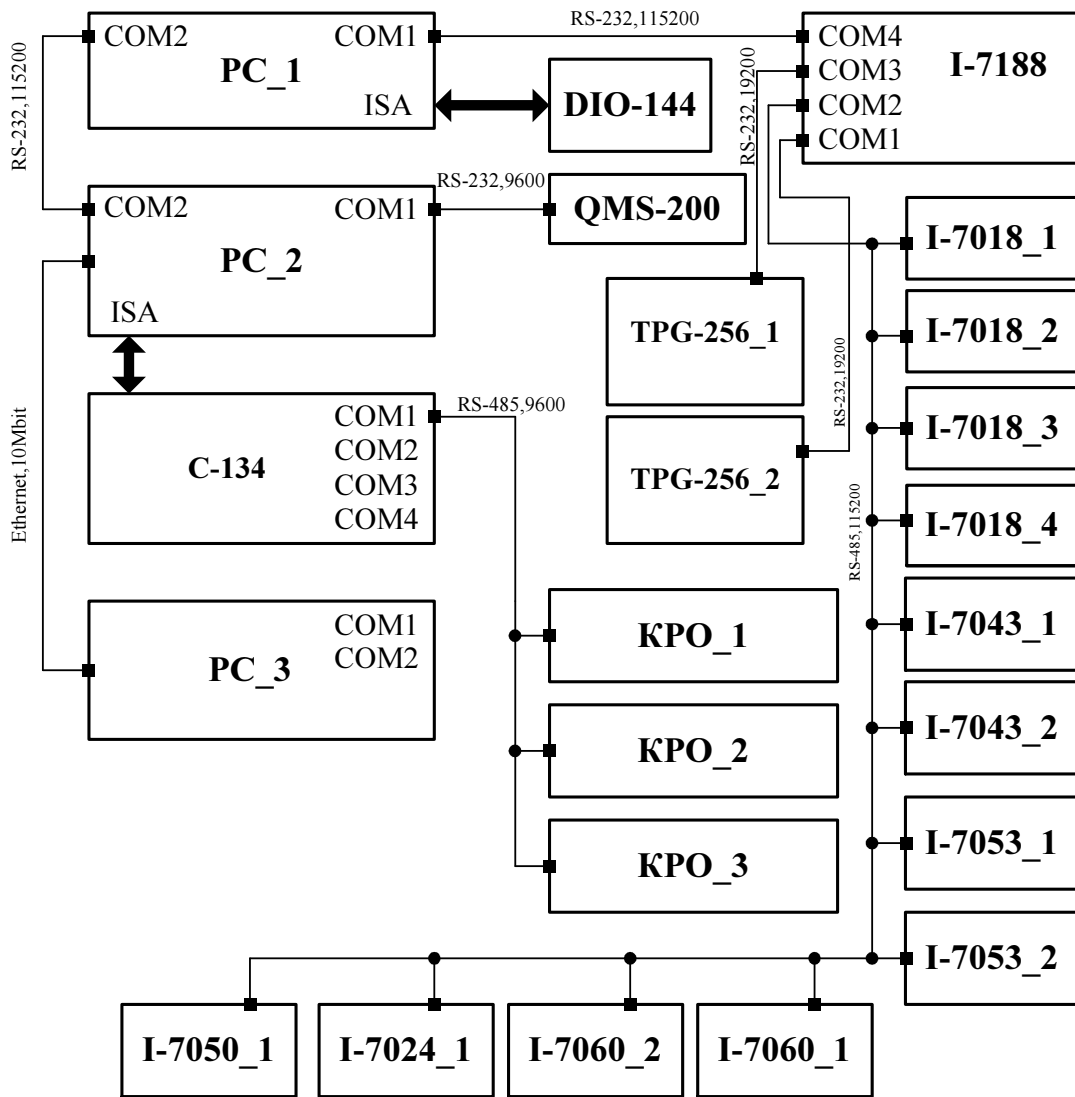 RS-232,115200
COM2
COM1
PC_1
ISA
DIO-144
COM4
COM3
COM2
COM1
I-7188
RS-232,115200
RS-232,19200
RS-232,9600
COM2
COM1
PC_2
ISA
QMS-200
I-7018_1
I-7018_2
I-7018_3
I-7018_4
TPG-256_1
RS-232,19200
TPG-256_2
RS-485,9600
COM1
COM2
COM3
COM4
C-134
Ethernet,10Mbit
RS-485,115200
COM1
COM2
PC_3
КРО_1
КРО_2
КРО_3
I-7043_1
I-7043_2
I-7053_1
I-7053_2
I-7050_1
I-7024_1
I-7060_2
I-7060_1